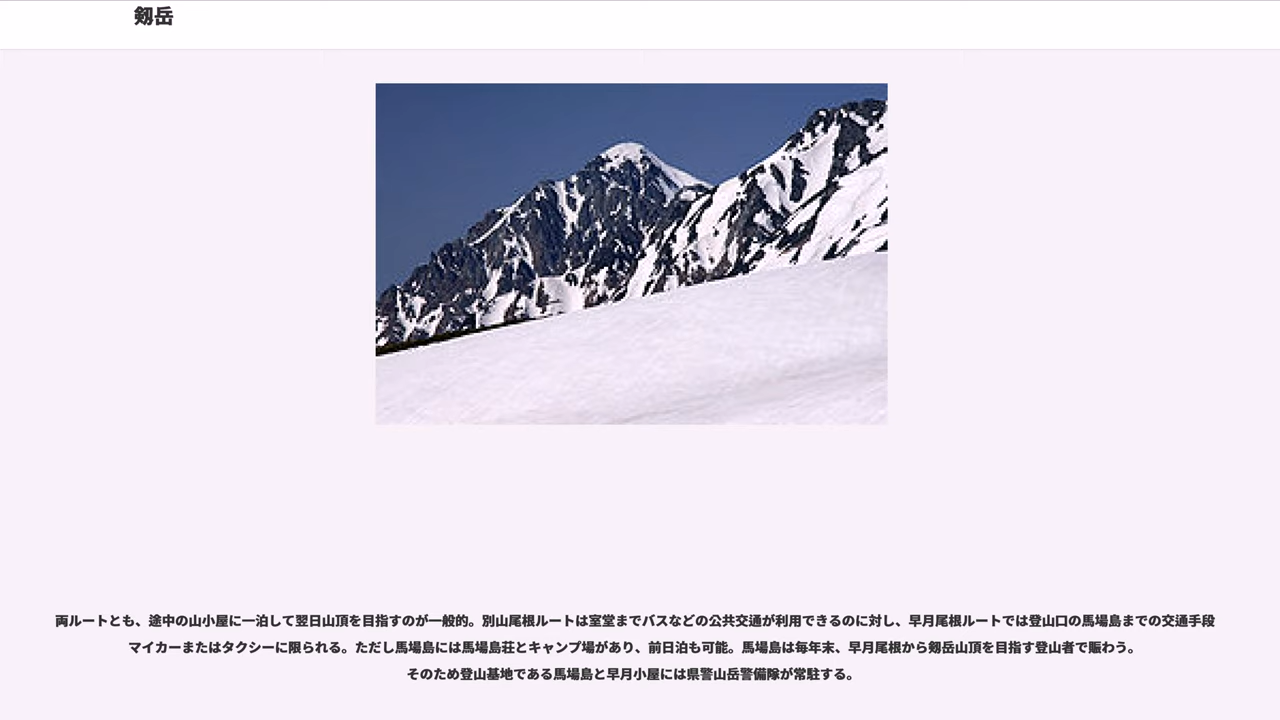 剱岳
両ルートとも、途中の山小屋に一泊して翌日山頂を目指すのが一般的。別山尾根ルートは室堂までバスなどの公共交通が利用できるのに対し、早月尾根ルートでは登山口の馬場島までの交通手段
マイカーまたはタクシーに限られる。ただし馬場島には馬場島荘とキャンプ場があり、前日泊も可能。馬場島は毎年末、早月尾根から剱岳山頂を目指す登山者で賑わう。
そのため登山基地である馬場島と早月小屋には県警山岳警備隊が常駐する。